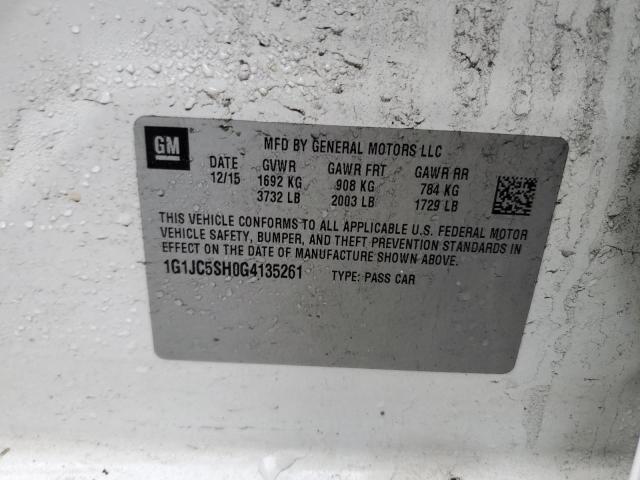 GM
MFD BY GENERAL MOTORS LLC
DATE GVWR GAWR FRT GAWR RR
12/15 1692 KG 908 KG 784 KG
3732 LB 2003 LB 1729 LB
THIS VEHICLE CONFORMS TO ALL APPLICABLE U.S. FEDERAL MOTOR
VEHICLE SAFETY, BUMPER, AND THEFT PREVENTION STANDARDS IN
EFFECT ON THE DATE OF MANUFACTURE SHOWN ABOVE.
1G1JC5SH0G4135261 TYPE: PASS CAR